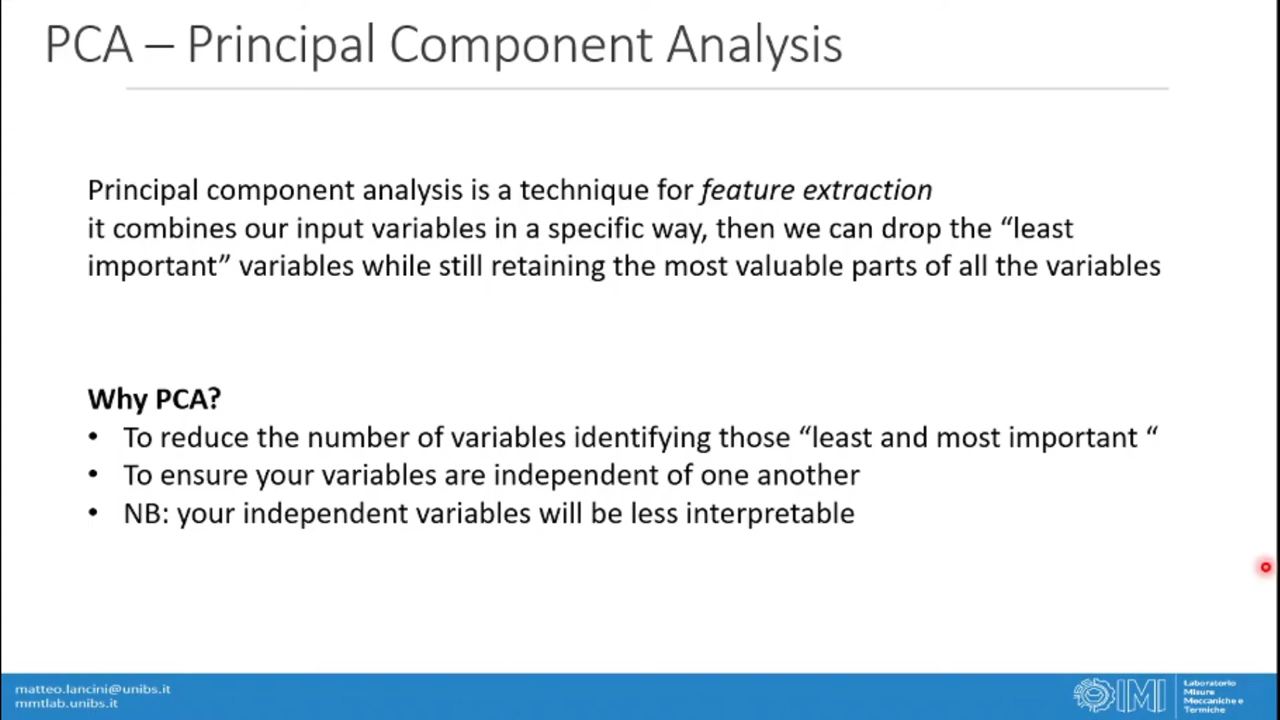 PCA – Principal Component Analysis
Principal component analysis is a technique for feature extraction
it combines our input variables in a specific way, then we can drop the “least
important” variables while still retaining the most valuable parts of all the variables
Why PCA?
• To reduce the number of variables identifying those “least and most important “
• To ensure your variables are independent of one another
• NB: your independent variables will be less interpretable
matteo.lancini@unibs.it
mmtlab.unibs.it
Laboratorio
Misure
Meccaniche e
Termiche